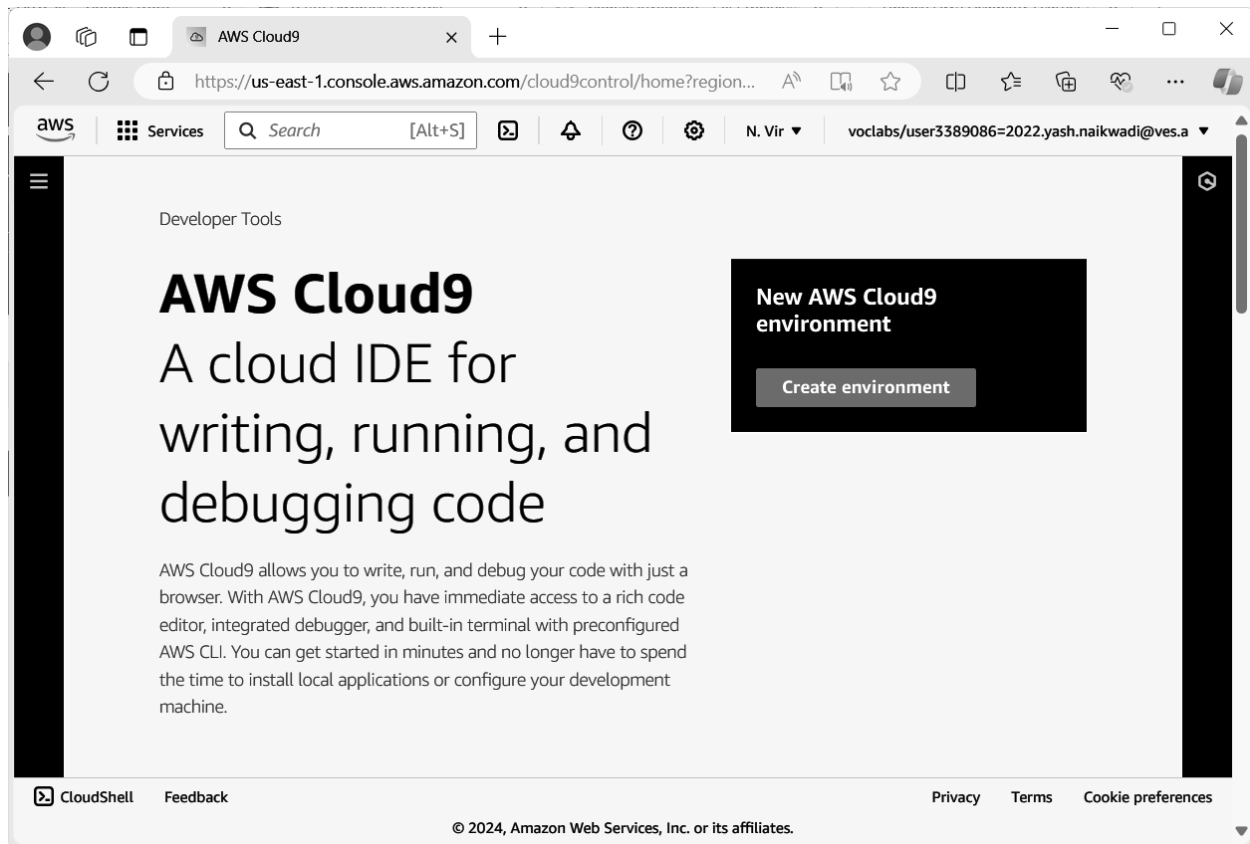 AWS Cloud9
https://us-east-1.console.aws.amazon.com/cloud9control/home?region...
aws Services Search [Alt+S] N. Vir voclabs/user3389086=2022.yash.naikwadi@ves.a
Developer Tools
AWS Cloud9
A cloud IDE for
writing, running, and
debugging code
AWS Cloud9 allows you to write, run, and debug your code with just a
browser. With AWS Cloud9, you have immediate access to a rich code
editor, integrated debugger, and built-in terminal with preconfigured
AWS CLI. You can get started in minutes and no longer have to spend
the time to install local applications or configure your development
machine.
New AWS Cloud9
environment
Create environment
CloudShell Feedback Privacy Terms Cookie preferences
© 2024, Amazon Web Services, Inc. or its affiliates.